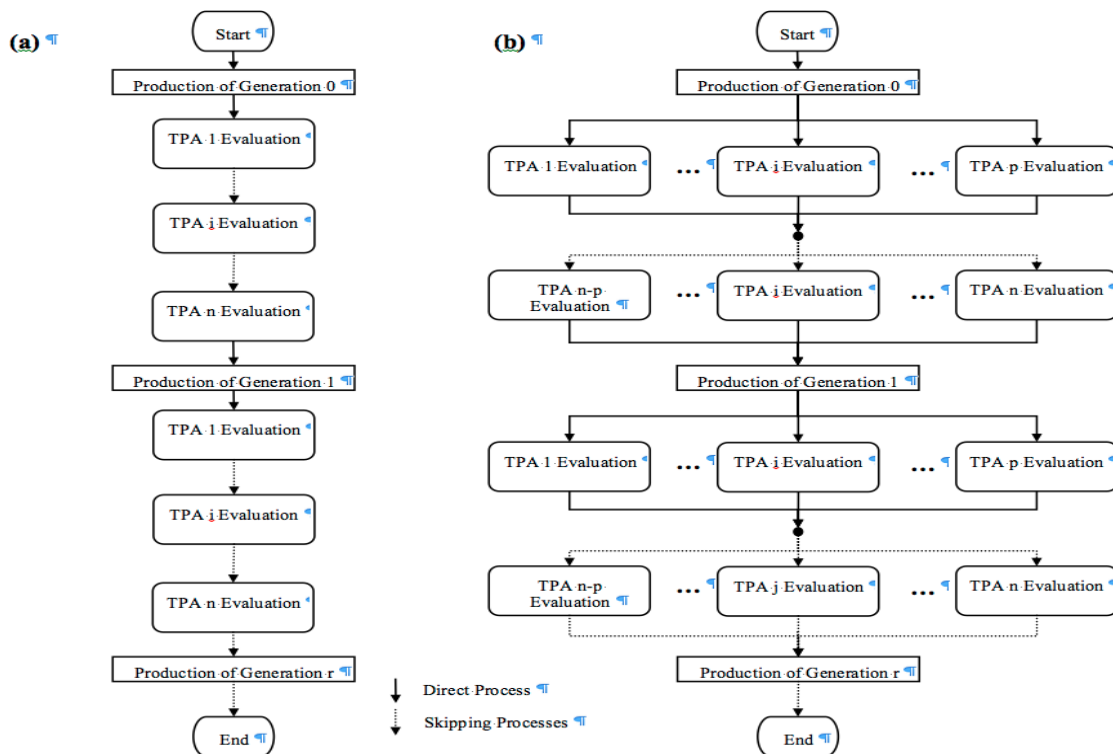 (a) ¶
Start ¶
Production of Generation 0 ¶
TPA 1 Evaluation ¶
TPA i Evaluation ¶
TPA n Evaluation ¶
Production of Generation 1 ¶
TPA 1 Evaluation ¶
TPA i Evaluation ¶
TPA n Evaluation ¶
Production of Generation r ¶
End ¶
Direct Process ¶
Skipping Processes ¶
(b) ¶
Start ¶
Production of Generation 0 ¶
TPA 1 Evaluation ¶ ... ¶ TPA i Evaluation ¶ ... ¶ TPA p Evaluation ¶
TPA n-p
Evaluation ¶ ... ¶ TPA i Evaluation ¶ ... ¶ TPA n Evaluation ¶
Production of Generation 1 ¶
TPA 1 Evaluation ¶ ... ¶ TPA i Evaluation ¶ ... ¶ TPA p Evaluation ¶
TPA n-p
Evaluation ¶ ... ¶ TPA j Evaluation ¶ ... ¶ TPA n Evaluation ¶
Production of Generation r ¶
End ¶